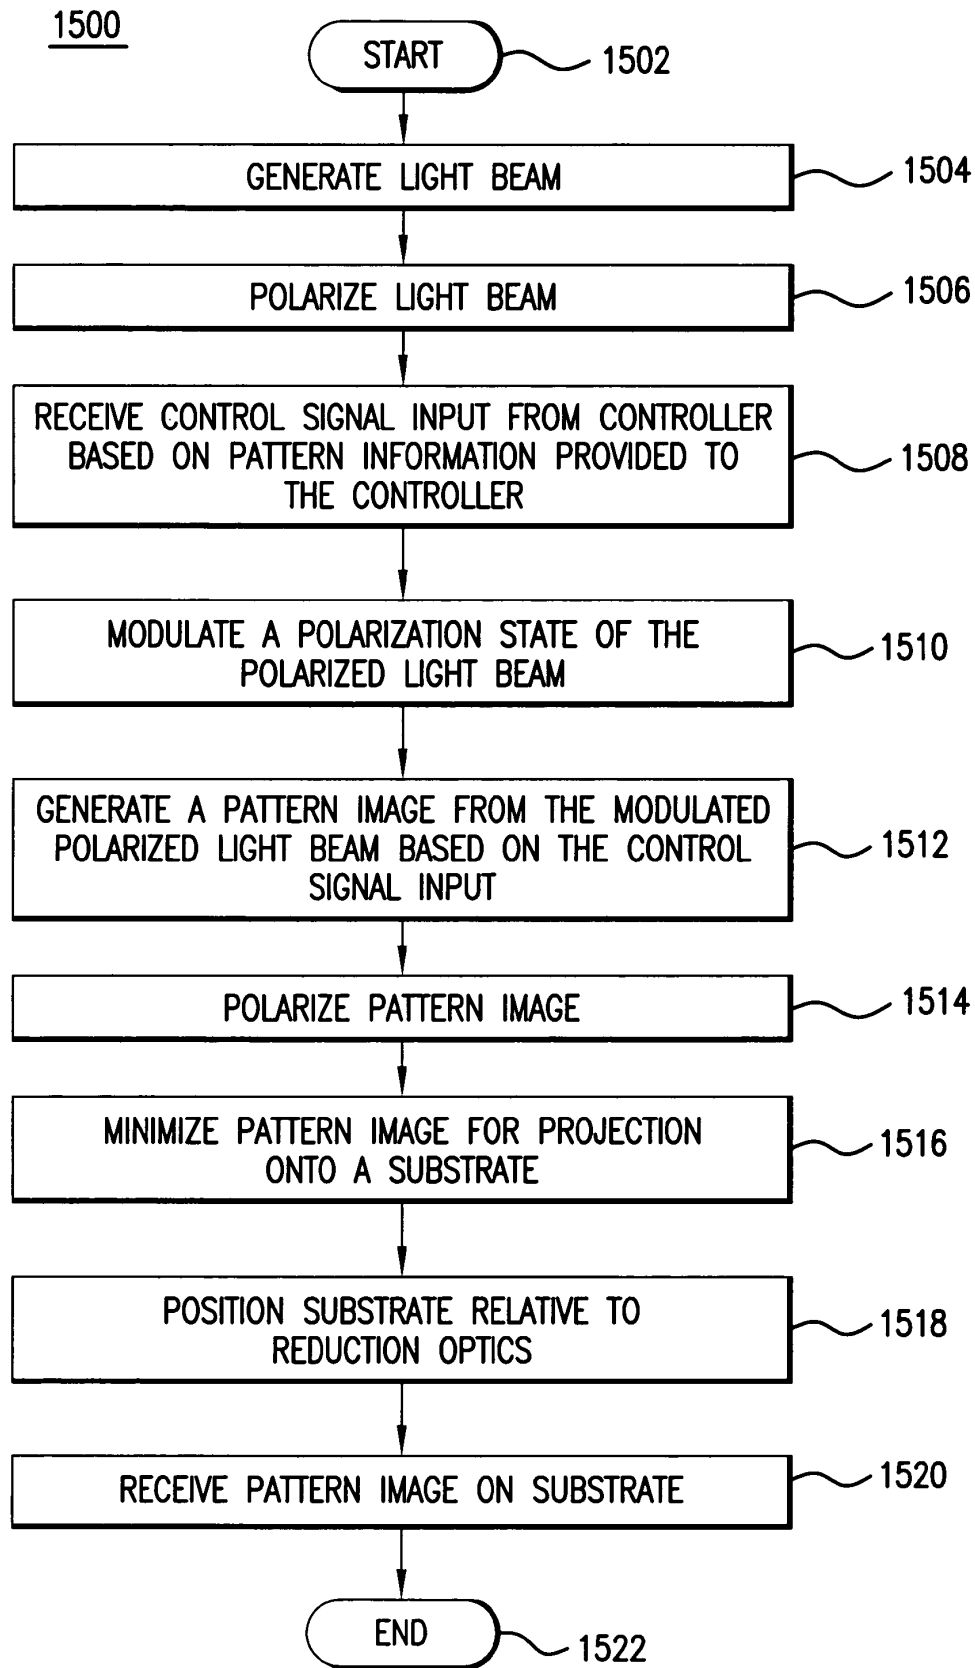 1500
START
1502
GENERATE LIGHT BEAM
1504
POLARIZE LIGHT BEAM
1506
RECEIVE CONTROL SIGNAL INPUT FROM CONTROLLER
BASED ON PATTERN INFORMATION PROVIDED TO
THE CONTROLLER
1508
MODULATE A POLARIZATION STATE OF THE
POLARIZED LIGHT BEAM
1510
GENERATE A PATTERN IMAGE FROM THE MODULATED
POLARIZED LIGHT BEAM BASED ON THE CONTROL
SIGNAL INPUT
1512
POLARIZE PATTERN IMAGE
1514
MINIMIZE PATTERN IMAGE FOR PROJECTION
ONTO A SUBSTRATE
1516
POSITION SUBSTRATE RELATIVE TO
REDUCTION OPTICS
1518
RECEIVE PATTERN IMAGE ON SUBSTRATE
1520
END
1522